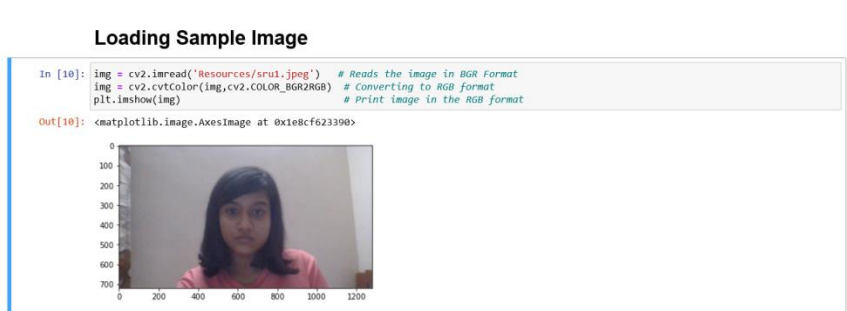 Loading Sample Image
In [10]: img = cv2.imread('Resources/sru1.jpeg')   # Reads the image in BGR Format
img = cv2.cvtColor(img,cv2.COLOR_BGR2RGB)  # Converting to RGB format
plt.imshow(img)                            # Print image in the RGB format
Out[10]: <matplotlib.image.AxesImage at 0x1e8cf623390>
0
100
200
300
400
500
600
700
0 200 400 600 800 1000 1200